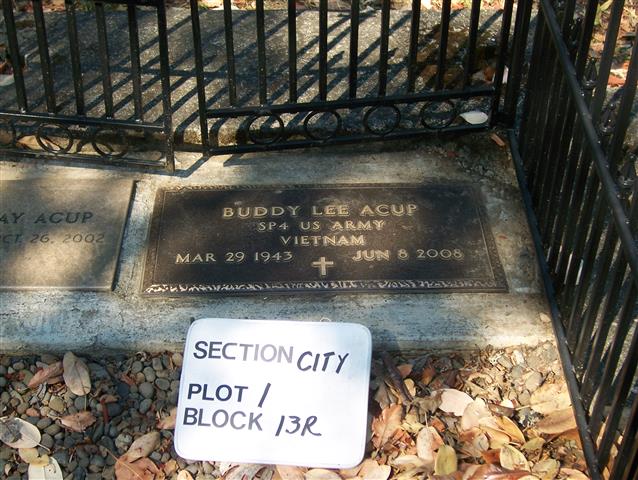 AY ACUP
CT 26, 2002
BUDDY LEE ACUP
SP4 US ARMY
VIETNAM
MAR 29 1943 JUN 8 2008
SECTION CITY
PLOT /
BLOCK 13R